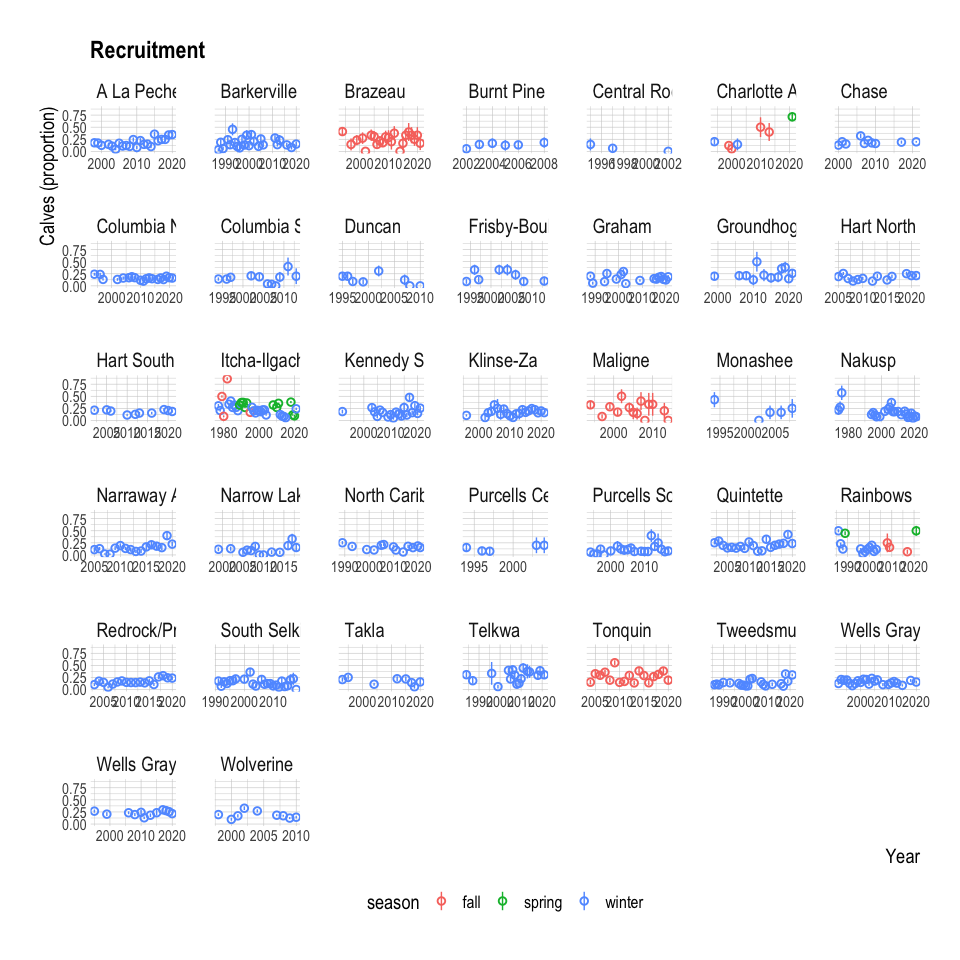 Recruitment
Calves (proportion)
A La Peche Barkerville Brazeau Burnt Pine Central Ro Charlotte A Chase
0.75
0.50
0.25
0.00
2000 2010 2020 1990 2000 2010 2020 2000 2010 2020 2002 2004 2006 2008 1996 1998 2000 2002 2000 2010 2020 2000 2010 2020
Columbia N Columbia S Duncan Frisby-Bou Graham Groundhog Hart North
0.75
0.50
0.25
0.00
2000 2010 2020 1995 2000 2005 2010 1995 2000 2005 2010 1995 2000 2005 2010 1990 2000 2010 2020 2000 2010 2020 2005 2010 2015 2020
Hart South Itcha-Ilgach Kennedy S Klinse-Za Maligne Monashee Nakusp
0.75
0.50
0.25
0.00
2005 2010 2015 2020 1980 2000 2020 2000 2010 2020 2000 2010 2020 2000 2010 1995 2000 2005 1980 2000 2020
Narraway A Narrow Lak North Carib Purcells Ce Purcells So Quintette Rainbows
0.75
0.50
0.25
0.00
2005 2010 2015 2020 2000 2005 2010 2015 1990 2000 2010 2020 1995 2000 2000 2010 2005 2010 2015 2020 1990 2000 2010 2020
Redrock/Pr South Selk Takla Telkwa Tonquin Tweedsmu Wells Gray
0.75
0.50
0.25
0.00
2005 2010 2015 2020 1990 2000 2010 2000 2010 2020 1990 2000 2010 2020 2005 2010 2015 2020 1990 2000 2010 2020 2000 2010 2020
Wells Gray Wolverine
0.75
0.50
0.25
0.00
2000 2010 2020 2000 2005 2010
Year
season fall spring winter